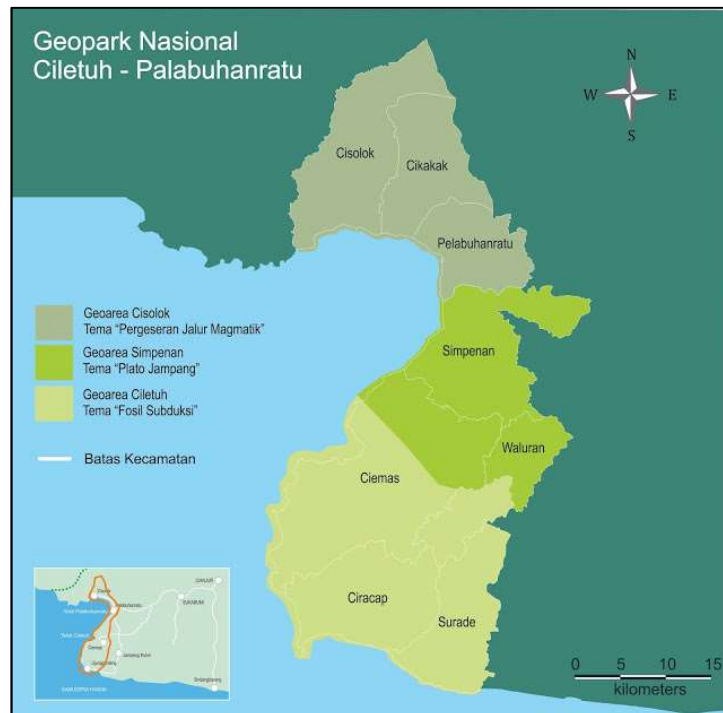 Geopark Nasional
Ciletuh - Palabuhanratu
N
W E
S
Cisolok
Cikakak
Pelabuhanratu
Geoarea Cisolok
Tema “Pergeseran Jalur Magmatik”
Geoarea Simpenan
Tema “Plato Jampang”
Geoarea Ciletuh
Tema “Fosil Subduksi”
Batas Kecamatan
Simpenan
Waluran
Ciemas
Ciracap
Surade
0 5 10 15
kilometers